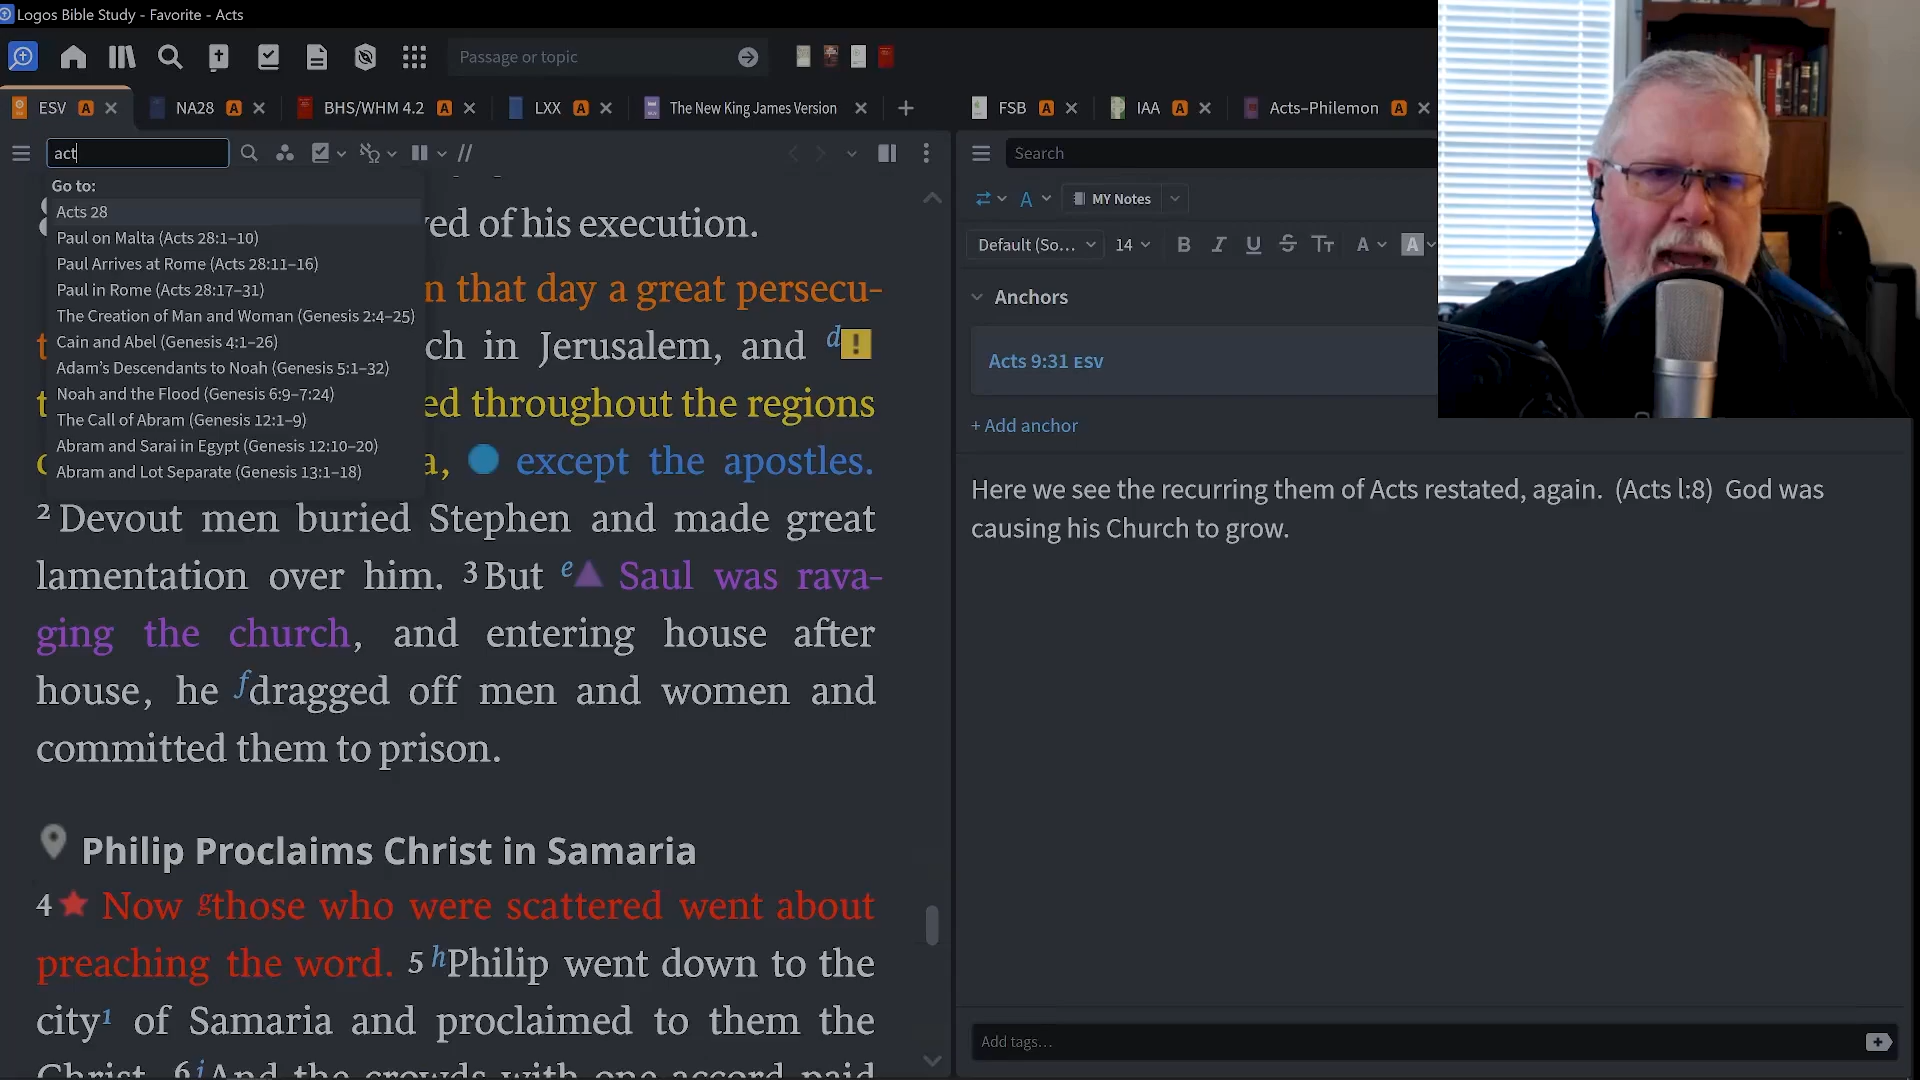 Logos Bible Study - Favorite - Acts
Passage or topic
ESV A NA28 A BHS/WHM 4.2 A LXX A The New King James Version
FSB A IAA A Acts–Philemon A
act
Go to:
Acts 28
Paul on Malta (Acts 28:1–10)
Paul Arrives at Rome (Acts 28:11–16)
Paul in Rome (Acts 28:17–31)
The Creation of Man and Woman (Genesis 2:4–25)
Cain and Abel (Genesis 4:1–26)
Adam's Descendants to Noah (Genesis 5:1–32)
Noah and the Flood (Genesis 6:9–7:24)
The Call of Abram (Genesis 12:1–9)
Abram and Sarai in Egypt (Genesis 12:10–20)
Abram and Lot Separate (Genesis 13:1–18)
of his execution.
that day a great persecu-
in Jerusalem, and d
throughout the regions
except the apostles.
2 Devout men buried Stephen and made great
lamentation over him. 3 But e Saul was rava-
ging the church, and entering house after
house, he f dragged off men and women and
committed them to prison.
Philip Proclaims Christ in Samaria
4 Now g those who were scattered went about
preaching the word. 5 h Philip went down to the
city1 of Samaria and proclaimed to them the
Christ. 6 i And the crowds with one accord paid
Search
A MY Notes
Default (So... 14 B I U S TT A A
Anchors
Acts 9:31 ESV
+ Add anchor
Here we see the recurring them of Acts restated, again. (Acts l:8) God was
causing his Church to grow.
Add tags...